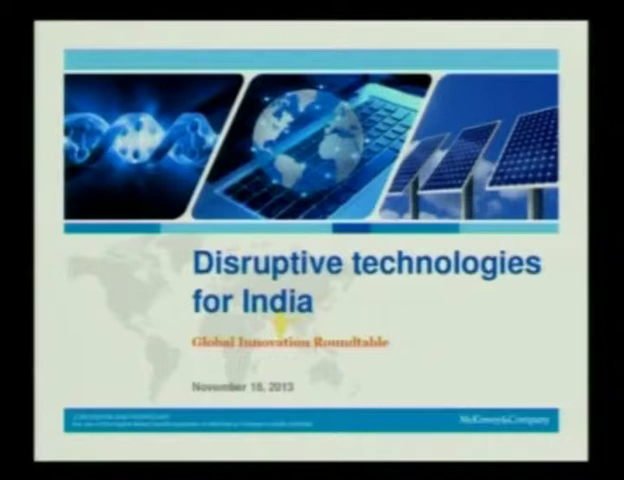 Disruptive technologies
for India
Global Innovation Roundtable
November 18, 2013
McKinsey&Company